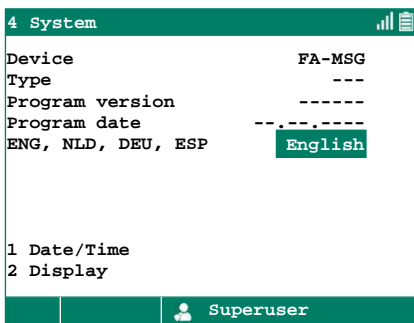 4 System
Device FA-MSG
Type ---
Program version ------
Program date --.--.----
ENG, NLD, DEU, ESP English
1 Date/Time
2 Display
Superuser